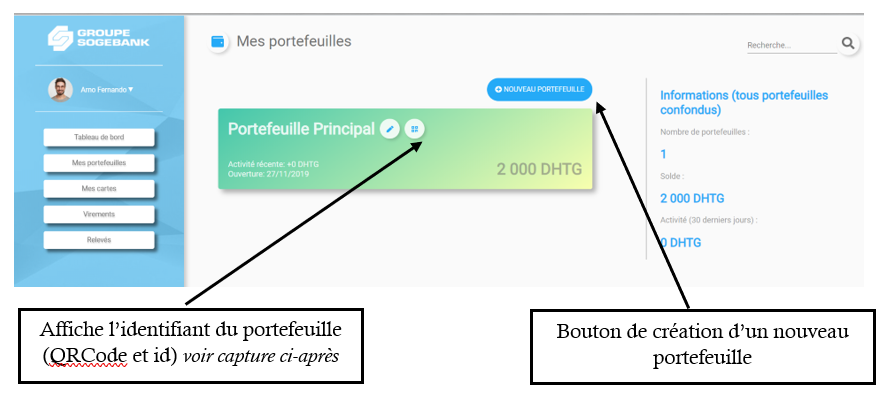 GROUPE
SOGEBANK
Arno Fernando ▼
Tableau de bord
Mes portefeuilles
Mes cartes
Virements
Relevés
Mes portefeuilles
Recherche...
NOUVEAU PORTEFEUILLE
Portefeuille Principal
Activité récente: +0 DHTG
Ouverture: 27/11/2019
2 000 DHTG
Informations (tous portefeuilles
confondus)
Nombre de portefeuilles :
1
Solde :
2 000 DHTG
Activité (30 derniers jours) :
0 DHTG
Affiche l’identifiant du portefeuille
(QRCode et id) voir capture ci-après
Bouton de création d’un nouveau
portefeuille